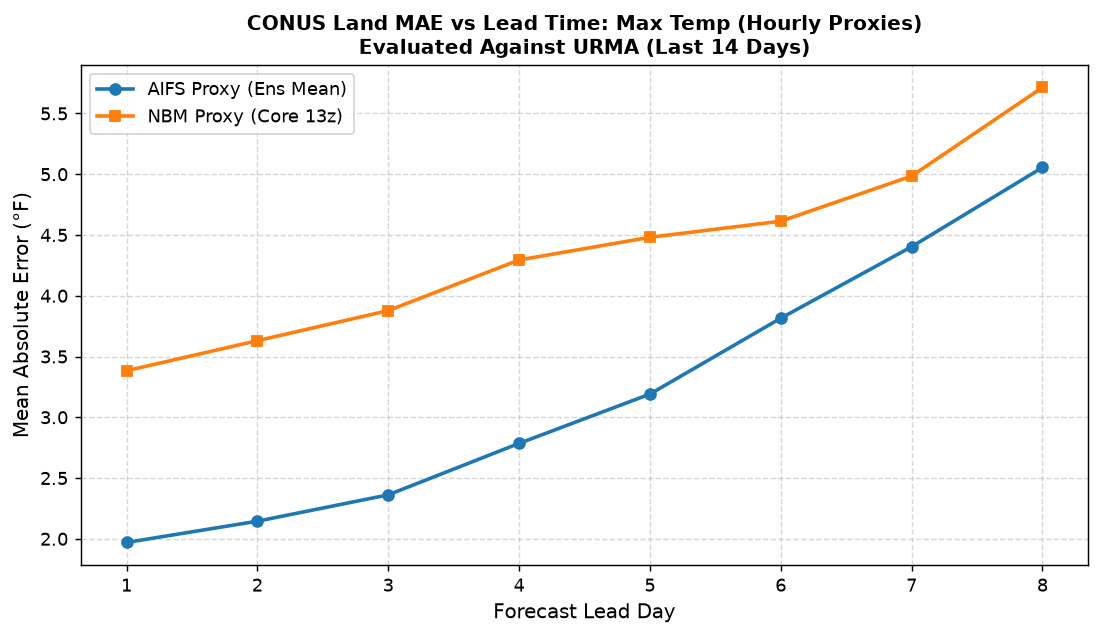 CONUS Land MAE vs Lead Time: Max Temp (Hourly Proxies)
Evaluated Against URMA (Last 14 Days)
AIFS Proxy (Ens Mean)
NBM Proxy (Core 13z)
Mean Absolute Error (°F)
5.5
5.0
4.5
4.0
3.5
3.0
2.5
2.0
1 2 3 4 5 6 7 8
Forecast Lead Day